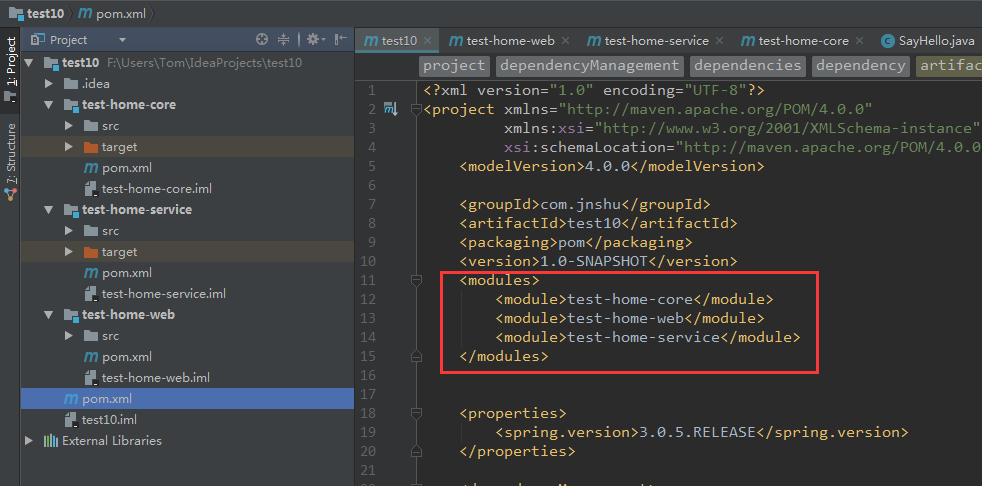 test10 pom.xml
1: Project
7: Structure
Project
test10 F:\Users\Tom\IdeaProjects\test10
.idea
test-home-core
src
target
pom.xml
test-home-core.iml
test-home-service
src
target
pom.xml
test-home-service.iml
test-home-web
src
pom.xml
test-home-web.iml
pom.xml
test10.iml
External Libraries
test10 test-home-web test-home-service test-home-core SayHello.java
project dependencyManagement dependencies dependency artifac
1 <?xml version="1.0" encoding="UTF-8"?>
2 <project xmlns="http://maven.apache.org/POM/4.0.0"
3 xmlns:xsi="http://www.w3.org/2001/XMLSchema-instance"
4 xsi:schemaLocation="http://maven.apache.org/POM/4.0.0
5 <modelVersion>4.0.0</modelVersion>
6
7 <groupId>com.jnshu</groupId>
8 <artifactId>test10</artifactId>
9 <packaging>pom</packaging>
10 <version>1.0-SNAPSHOT</version>
11 <modules>
12 <module>test-home-core</module>
13 <module>test-home-web</module>
14 <module>test-home-service</module>
15 </modules>
16
17
18 <properties>
19 <spring.version>3.0.5.RELEASE</spring.version>
20 </properties>
21